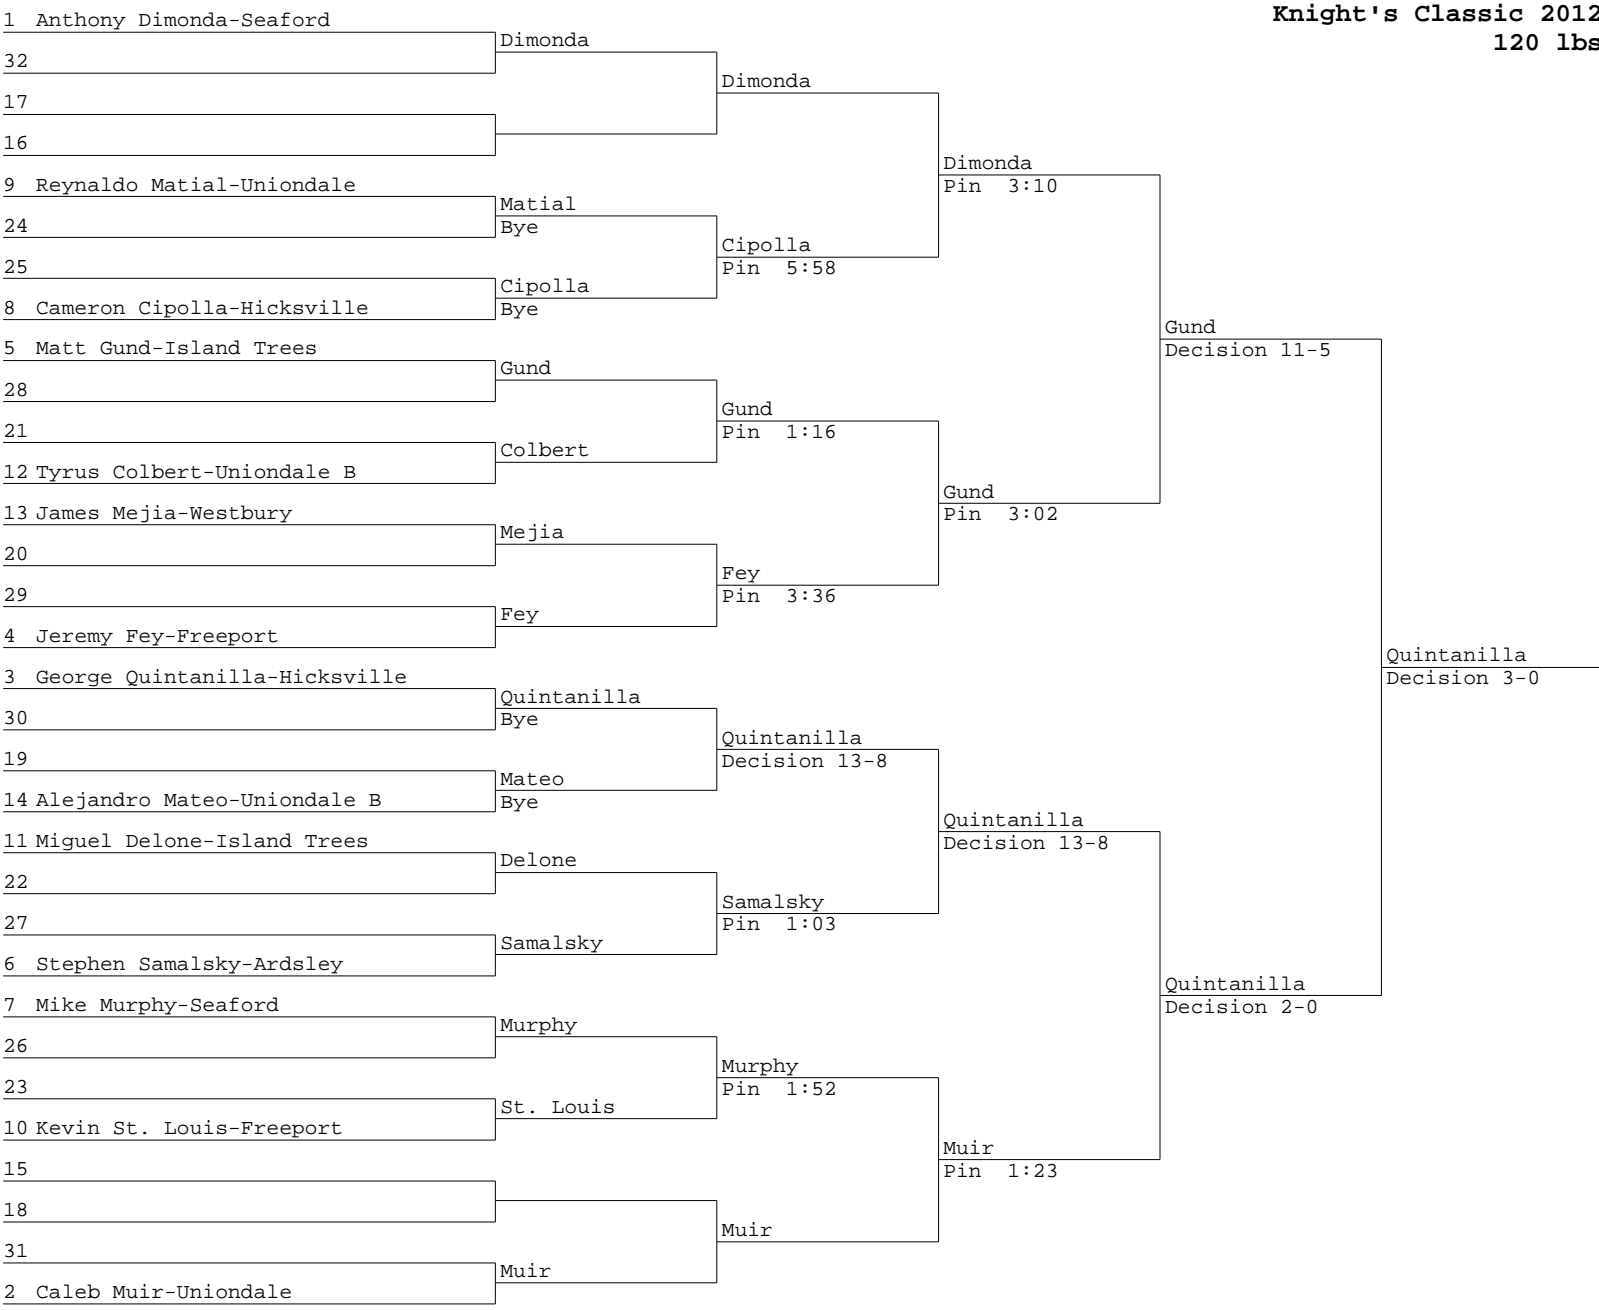 Knight's Classic 2012
120 lbs
1 Anthony Dimonda-Seaford
Dimonda
32
Dimonda
17
16
Dimonda
Pin 3:10
9 Reynaldo Matial-Uniondale
Matial
Bye
24
Cipolla
Pin 5:58
25
Cipolla
Bye
8 Cameron Cipolla-Hicksville
Gund
Decision 11-5
5 Matt Gund-Island Trees
Gund
28
Gund
Pin 1:16
21
Colbert
12 Tyrus Colbert-Uniondale B
Gund
Pin 3:02
13 James Mejia-Westbury
Mejia
20
Fey
Pin 3:36
29
Fey
4 Jeremy Fey-Freeport
Quintanilla
Decision 3-0
3 George Quintanilla-Hicksville
Quintanilla
Bye
30
Quintanilla
Decision 13-8
19
Mateo
Bye
14 Alejandro Mateo-Uniondale B
Quintanilla
Decision 13-8
11 Miguel Delone-Island Trees
Delone
22
Samalsky
Pin 1:03
27
Samalsky
6 Stephen Samalsky-Ardsley
Quintanilla
Decision 2-0
7 Mike Murphy-Seaford
Murphy
26
Murphy
Pin 1:52
23
St. Louis
10 Kevin St. Louis-Freeport
Muir
Pin 1:23
15
18
Muir
31
Muir
2 Caleb Muir-Uniondale